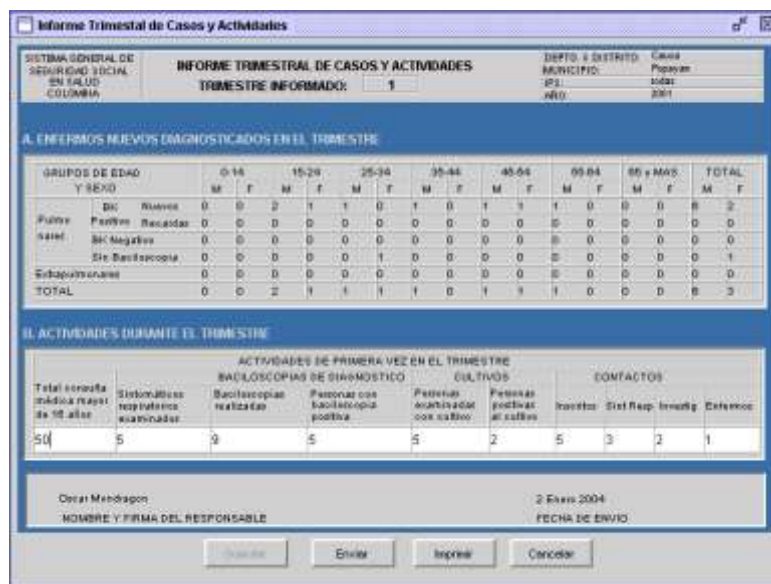 Informe Trimestal de Casos y Actividades
SISTEMA GENERAL DE
SEGURIDAD SOCIAL
EN SALUD
COLOMBIA
INFORME TRIMESTRAL DE CASOS Y ACTIVIDADES
TRIMESTRE INFORMADO: 1
DEPTO. o DISTRITO: Cauca
MUNICIPIO: Popayan
IPS: todas
AÑO: 2001
A. ENFERMOS NUEVOS DIAGNOSTICADOS EN EL TRIMESTRE
GRUPOS DE EDAD 0-14 15-24 25-34 35-44 45-54 55-64 65 y MAS TOTAL
Y SEXO M F M F M F M F M F M F M F M F
BK Nuevos 0 0 2 1 1 0 1 0 1 1 1 0 0 0 6 2
Positivo Recaidas 0 0 0 0 0 0 0 0 0 0 0 0 0 0 0 0
BK Negativo 0 0 0 0 0 0 0 0 0 0 0 0 0 0 0 0
Sin Baciloscopia 0 0 0 0 0 1 0 0 0 0 0 0 0 0 0 1
Extrapulmonares 0 0 0 0 0 0 0 0 0 0 0 0 0 0 0 0
TOTAL 0 0 2 1 1 1 1 0 1 1 1 0 0 0 6 3
B. ACTIVIDADES DURANTE EL TRIMESTRE
ACTIVIDADES DE PRIMERA VEZ EN EL TRIMESTRE
BACILOSCOPIAS DE DIAGNOSTICO CULTIVOS CONTACTOS
Total consulta
médica mayor
de 15 años
Sintomáticos
respiratorios
examinados
Baciloscopias
realizadas
Personas con
baciloscopia
positiva
Personas
examinadas
con cultivo
Personas
positivas
al cultivo
Inscritos Sint Resp Investig Enfermos
50 5 9 5 5 2 5 3 2 1
Oscar Mondragon 2 Enero 2004
NOMBRE Y FIRMA DEL RESPONSABLE FECHA DE ENVIO
Enviar Imprimir Cancelar